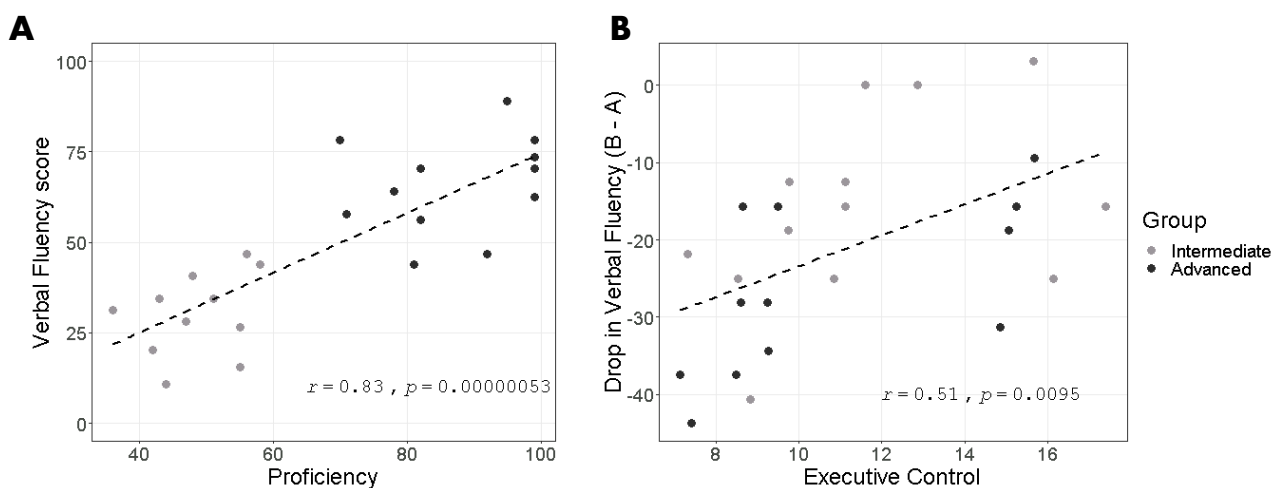 A
Verbal Fluency score
100
75
50
25
0
r = 0.83 , p = 0.00000053
40
60
80
100
Proficiency
B
Drop in Verbal Fluency (B - A)
0
-10
-20
-30
-40
r = 0.51 , p = 0.0095
8
10
12
14
16
Executive Control
Group
Intermediate
Advanced